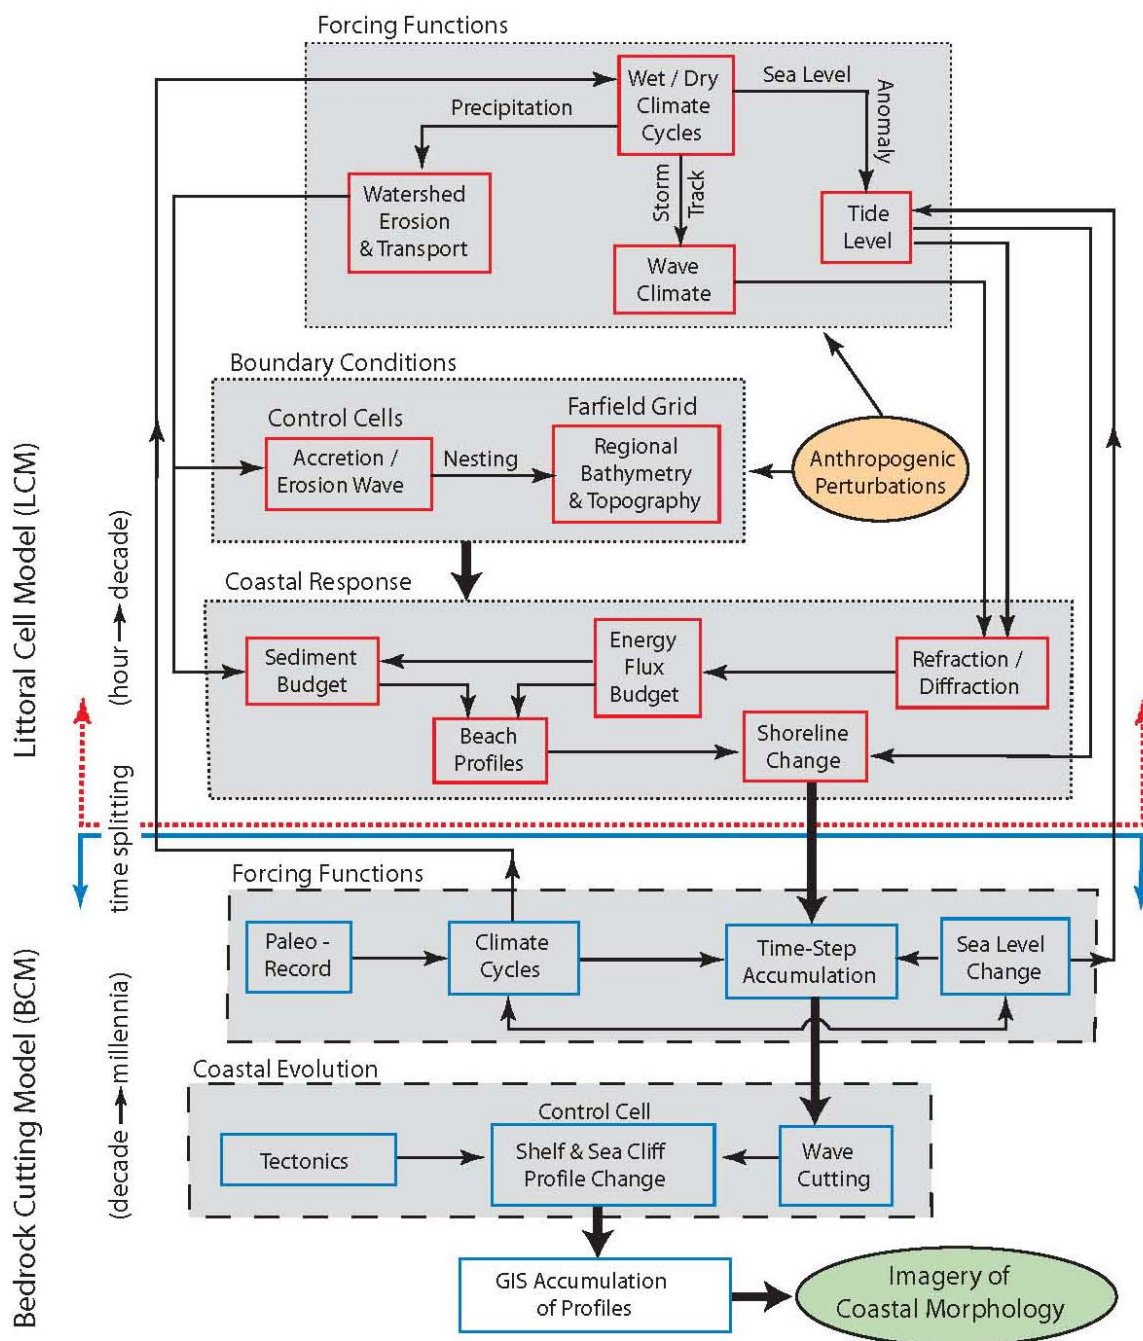 Forcing Functions
Wet / Dry
Climate
Cycles
Sea Level
Anomaly
Precipitation
Storm
Track
Watershed
Erosion
& Transport
Tide
Level
Wave
Climate
Boundary Conditions
Control Cells
Farfield Grid
Accretion /
Erosion Wave
Nesting
Regional
Bathymetry
& Topography
Anthropogenic
Perturbations
Littoral Cell Model (LCM)
(hour → decade)
Coastal Response
Sediment
Budget
Energy
Flux
Budget
Refraction /
Diffraction
Beach
Profiles
Shoreline
Change
time splitting
Forcing Functions
Paleo -
Record
Climate
Cycles
Time-Step
Accumulation
Sea Level
Change
Bedrock Cutting Model (BCM)
(decade → millennia)
Coastal Evolution
Control Cell
Tectonics
Shelf & Sea Cliff
Profile Change
Wave
Cutting
GIS Accumulation
of Profiles
Imagery of
Coastal Morphology